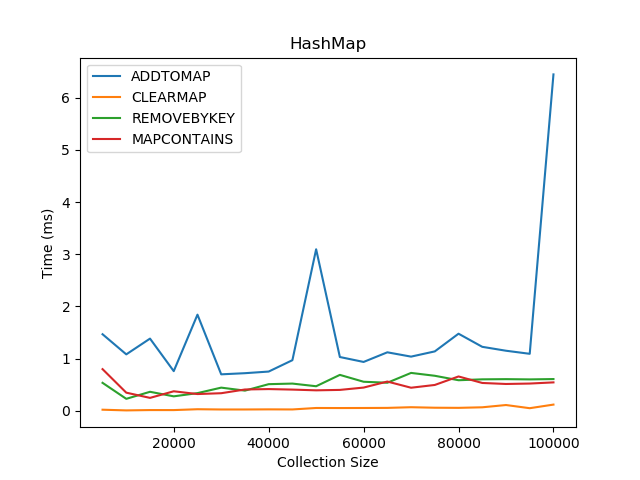 HashMap
ADDTOMAP
CLEARMAP
REMOVEBYKEY
MAPCONTAINS
6
5
4
3
2
1
0
Time (ms)
20000 40000 60000 80000 100000
Collection Size